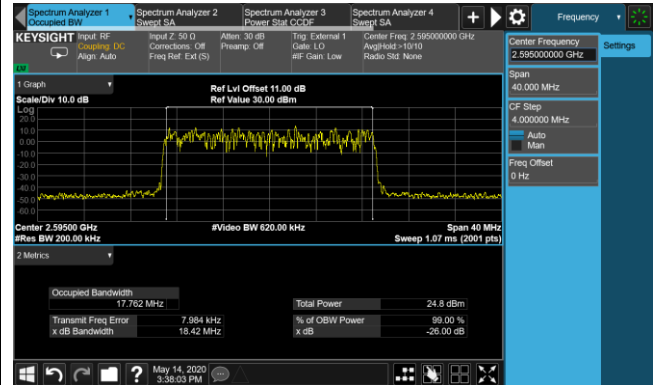 Spectrum Analyzer 1
Occupied BW
Spectrum Analyzer 2
Swept SA
Spectrum Analyzer 3
Power Stat CCDF
Spectrum Analyzer 4
Swept SA
Frequency
KEYSIGHT
Input: RF
Coupling: DC
Align: Auto
Input Z: 50 Ω
Corrections: Off
Freq Ref: Ext (S)
Atten: 30 dB
Preamp: Off
Trig: External 1
Gate: LO
#IF Gain: Low
Center Freq: 2.595000000 GHz
Avg|Hold:>10/10
Radio Std: None
Center Frequency
2.595000000 GHz
Settings
Span
40.000 MHz
CF Step
4.000000 MHz
Auto
Man
Freq Offset
0 Hz
1 Graph
Scale/Div 10.0 dB
Ref Lvl Offset 11.00 dB
Ref Value 30.00 dBm
Log
20.0
10.0
0.00
-10.0
-20.0
-30.0
-40.0
-50.0
-60.0
Center 2.59500 GHz
#Res BW 200.00 kHz
#Video BW 620.00 kHz
Span 40 MHz
Sweep 1.07 ms (2001 pts)
2 Metrics
Occupied Bandwidth
17.762 MHz
Transmit Freq Error 7.984 kHz
x dB Bandwidth 18.42 MHz
Total Power 24.8 dBm
% of OBW Power 99.00 %
x dB -26.00 dB
May 14, 2020
3:38:03 PM